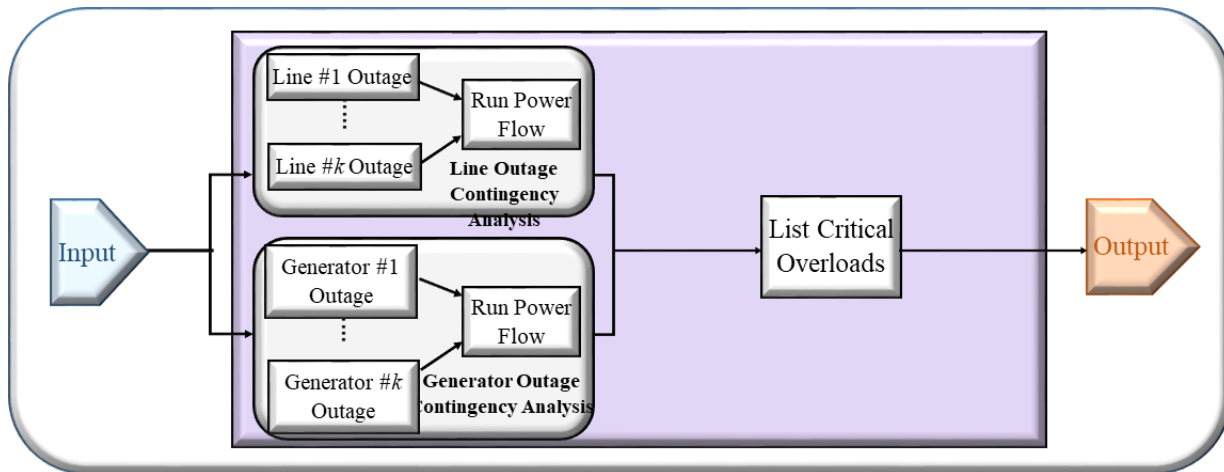 Input
Line #1 Outage
Line #k Outage
Run Power
Flow
Line Outage
Contingency
Analysis
Generator #1
Outage
Generator #k
Outage
Run Power
Flow
Generator Outage
Contingency Analysis
List Critical
Overloads
Output